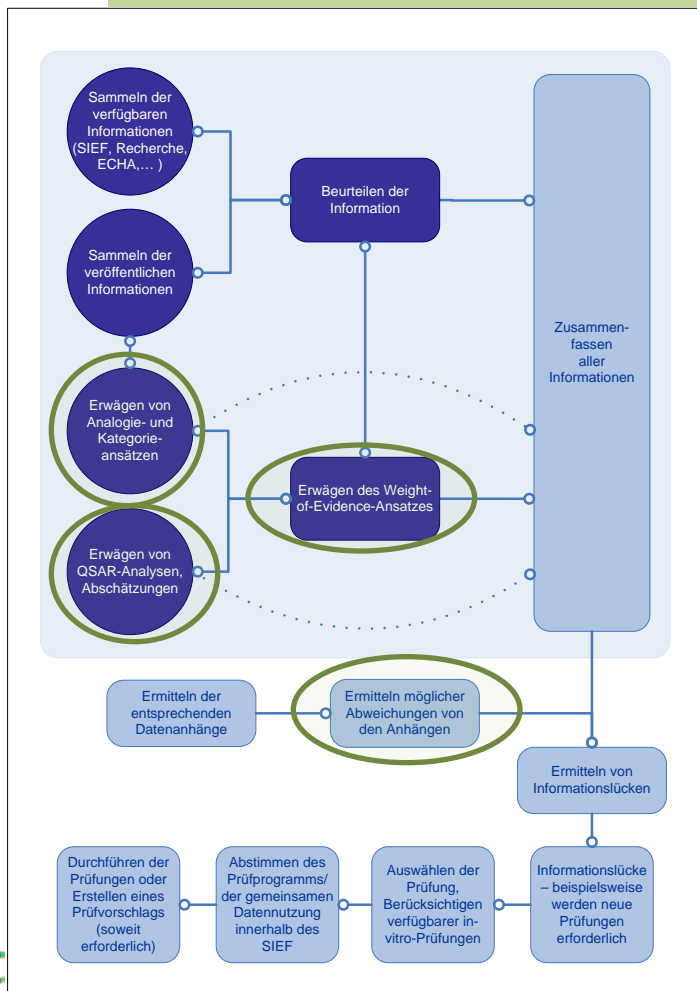 Sammeln der
verfügbaren
Informationen
(SIEF, Recherche,
ECHA,… )
Beurteilen der
Information
Sammeln der
veröffentlichen
Informationen
Zusammen-
fassen
aller
Informationen
Erwägen von
Analogie- und
Kategorie-
ansätzen
Erwägen des Weight-
of-Evidence-Ansatzes
Erwägen von
QSAR-Analysen,
Abschätzungen
Ermitteln der
entsprechenden
Datenanhänge
Ermitteln möglicher
Abweichungen von
den Anhängen
Ermitteln von
Informationslücken
Durchführen der
Prüfungen oder
Erstellen eines
Prüfvorschlags
(soweit
erforderlich)
Abstimmen des
Prüfprogramms/
der gemeinsamen
Datennutzung
innerhalb des
SIEF
Auswählen der
Prüfung,
Berücksichtigen
verfügbarer in-
vitro-Prüfungen
Informationslücke
– beispielsweise
werden neue
Prüfungen
erforderlich